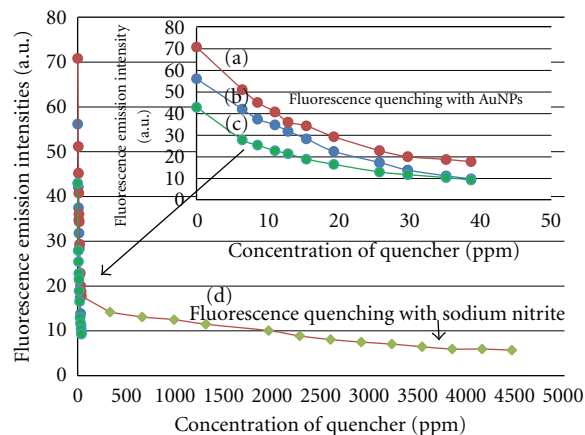 Fluorescence emission intensities (a.u.)
80
70
60
50
40
30
20
10
0
0 500 1000 1500 2000 2500 3000 3500 4000 4500 5000
Concentration of quencher (ppm)
Fluorescence emission intensity
(a.u.)
80
70
60
50
40
30
20
10
0
0 10 20 30 40 50
Concentration of quencher (ppm)
(a)
(b)
(c)
Fluorescence quenching with AuNPs
(d)
Fluorescence quenching with sodium nitrite